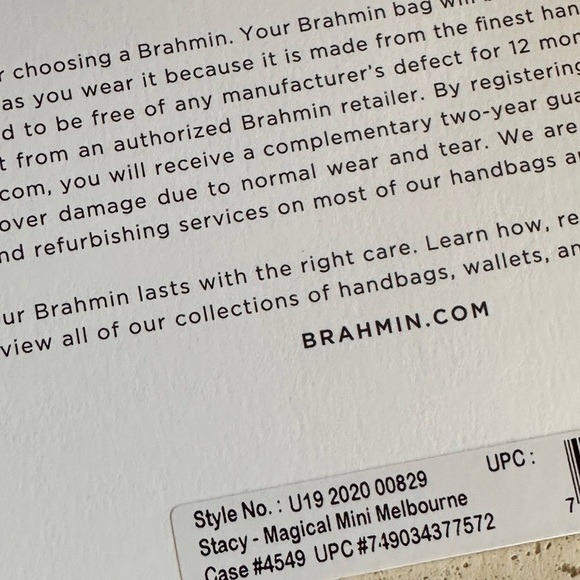 choosing a Brahmin. Your Brahmin bag
as you wear it because it is made from the finest han
d to be free of any manufacturer's defect for 12 mon
t from an authorized Brahmin retailer. By registering
com, you will receive a complementary two-year gua
over damage due to normal wear and tear. We are
nd refurbishing services on most of our handbags a
ur Brahmin lasts with the right care. Learn how, re
view all of our collections of handbags, wallets, an
BRAHMIN.COM
Style No. : U19 2020 00829
UPC :
Stacy - Magical Mini Melbourne
Case #4549 UPC #749034377572
7